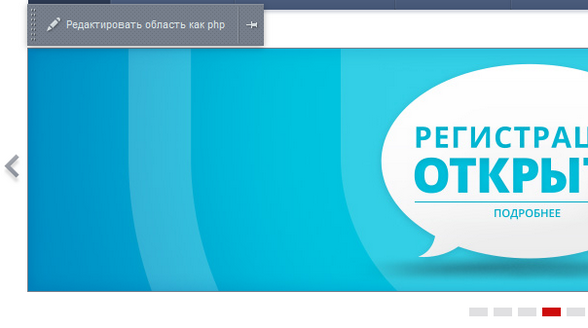 Редактировать область как php
РЕГИСТРАЦ
ОТКРЫТ
ПОДРОБНЕЕ